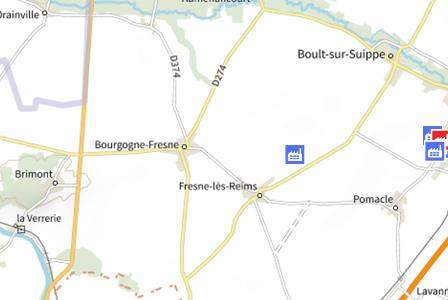 Orainville
D374
D274
Boult-sur-Suippe
Bourgogne-Fresne
Brimont
Fresne-lès-Reims
Pomacle
la Verrerie